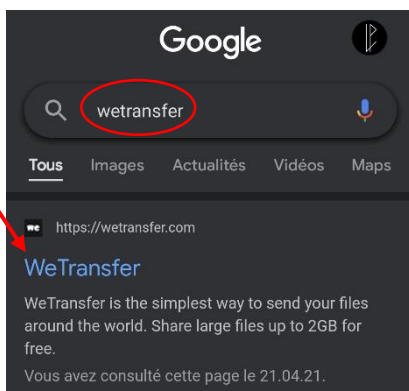 Google
wetransfer
Tous Images Actualités Vidéos Maps
we https://wetransfer.com
WeTransfer
WeTransfer is the simplest way to send your files
around the world. Share large files up to 2GB for
free.
Vous avez consulté cette page le 21.04.21.